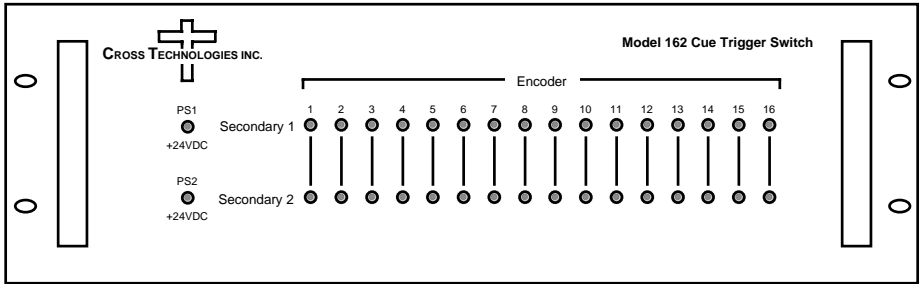 CROSS TECHNOLOGIES INC.
Model 162 Cue Trigger Switch
Encoder
1 2 3 4 5 6 7 8 9 10 11 12 13 14 15 16
PS1
Secondary 1
+24VDC
PS2
Secondary 2
+24VDC